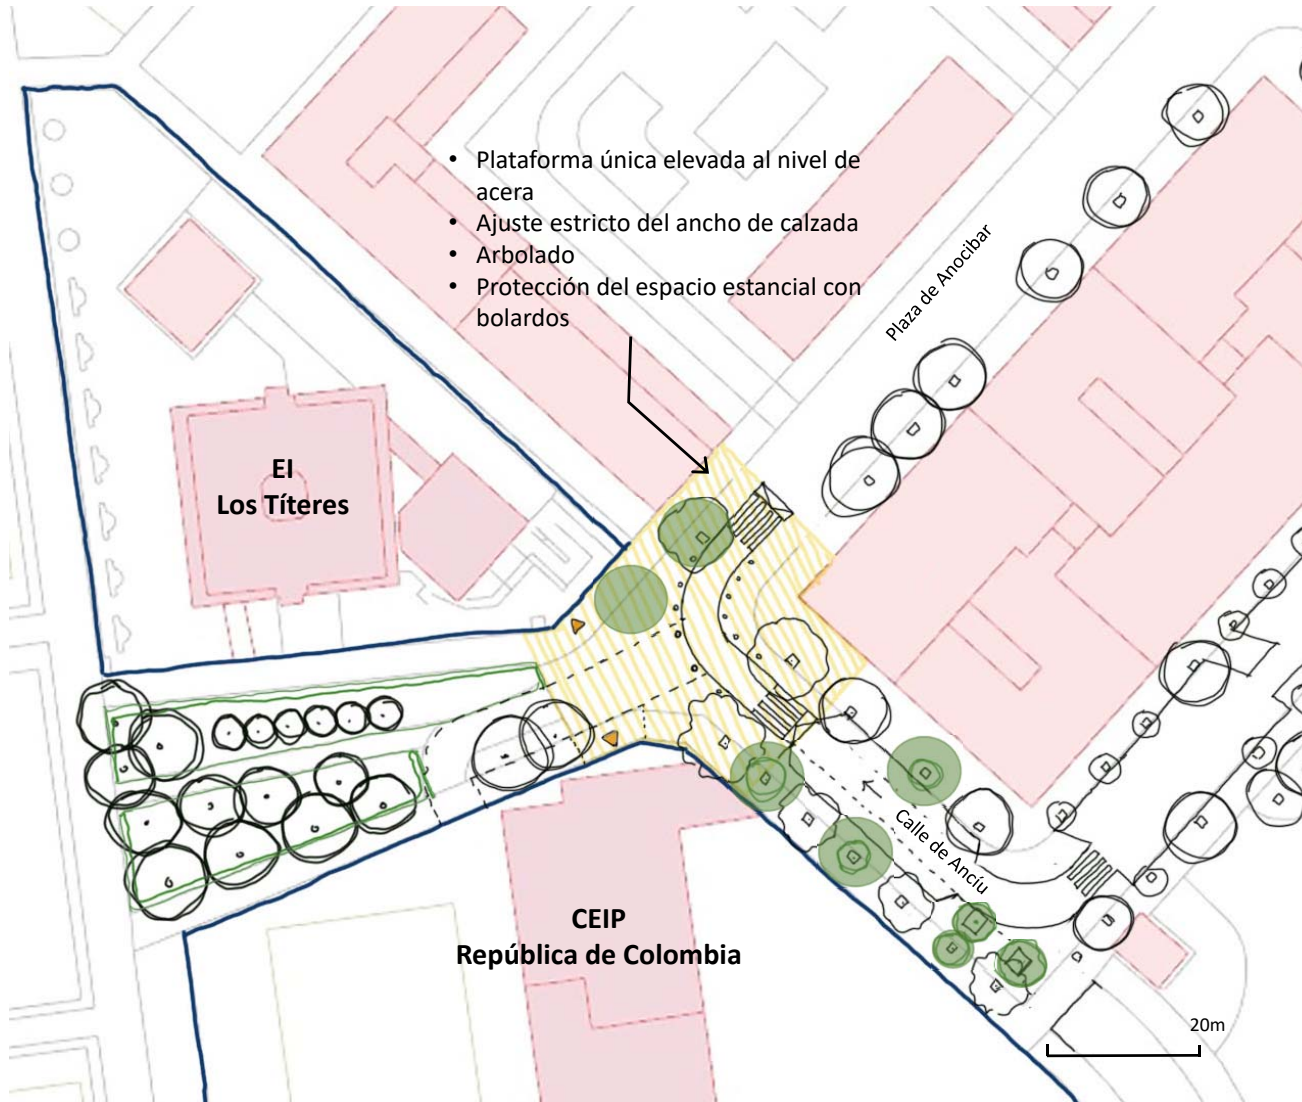 • Plataforma única elevada al nivel de
acera
• Ajuste estricto del ancho de calzada
• Arbolado
• Protección del espacio estancial con
bolardos
Plaza de Anocibar
EI
Los Títeres
Calle de Ancíu
CEIP
República de Colombia
20m